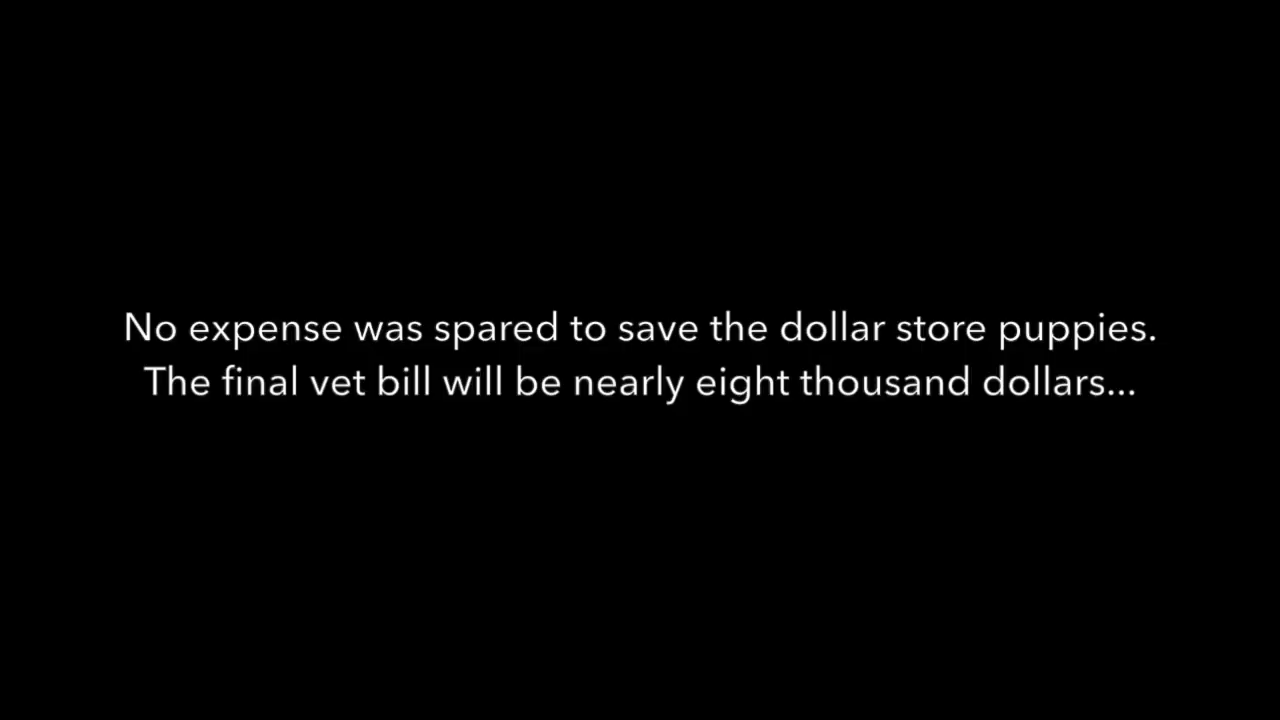 No expense was spared to save the dollar store puppies.
The final vet bill will be nearly eight thousand dollars...